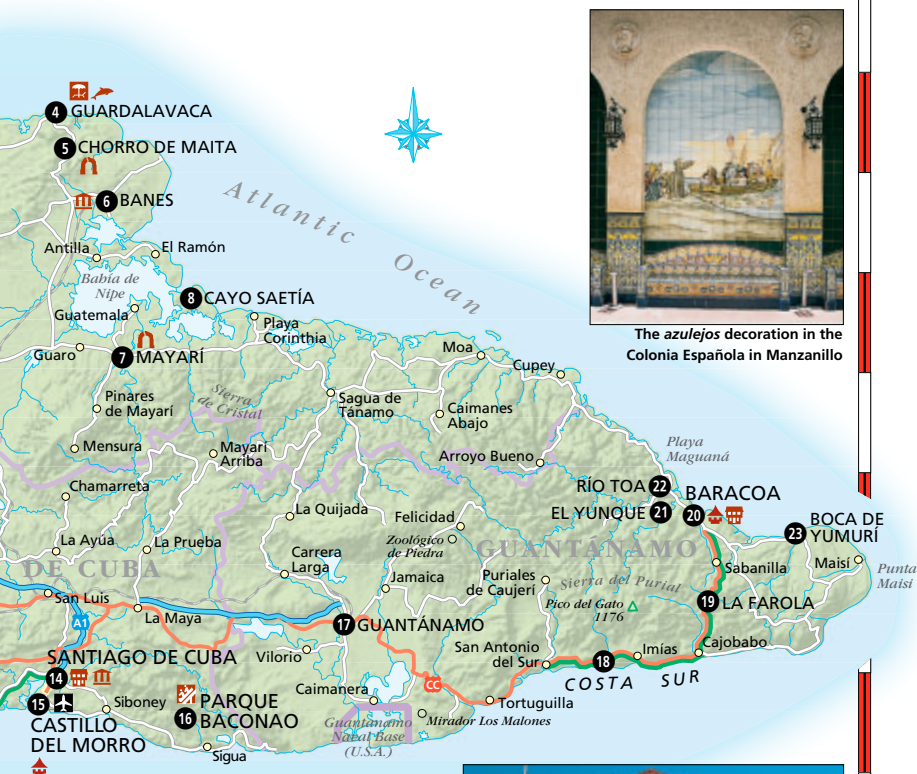 4 GUARDALAVACA
5 CHORRO DE MAITA
6 BANES
Atlantic Ocean
Antilla
El Ramón
Bahía de
Nipe
8 CAYO SAETÍA
Guatemala
Playa
Corinthia
Guaro
7 MAYARÍ
Moa
Cupey
The azulejos decoration in the
Colonia Española in Manzanillo
Pinares
de Mayarí
Sierra
de Cristal
Sagua de
Tánamo
Caimanes
Abajo
Mensura
Mayarí
Arriba
Arroyo Bueno
Playa
Maguaná
Chamarreta
RÍO TOA 22
EL YUNQUE 21
20 BARACOA
La Quijada
Felicidad
Zoológico
de Piedra
23 BOCA DE
YUMURÍ
La Ayúa
La Prueba
DE CUBA
GUANTÁNAMO
Carrera
Larga
Jamaica
Puriales
de Caujerí
Sierra del Purial
Sabanilla
Maisí
Punta
Maisí
San Luis
A1
La Maya
17 GUANTÁNAMO
Pico del Gato
1176
19 LA FAROLA
SANTIAGO DE CUBA
14
Vilorio
San Antonio
del Sur
18
Imías
Cajobabo
COSTA SUR
CC
15
CASTILLO
DEL MORRO
Siboney
PARQUE
16 BACONAO
Caimanera
Tortuguilla
Mirador Los Malones
Guantánamo
Naval Base
(U.S.A.)
Sigua